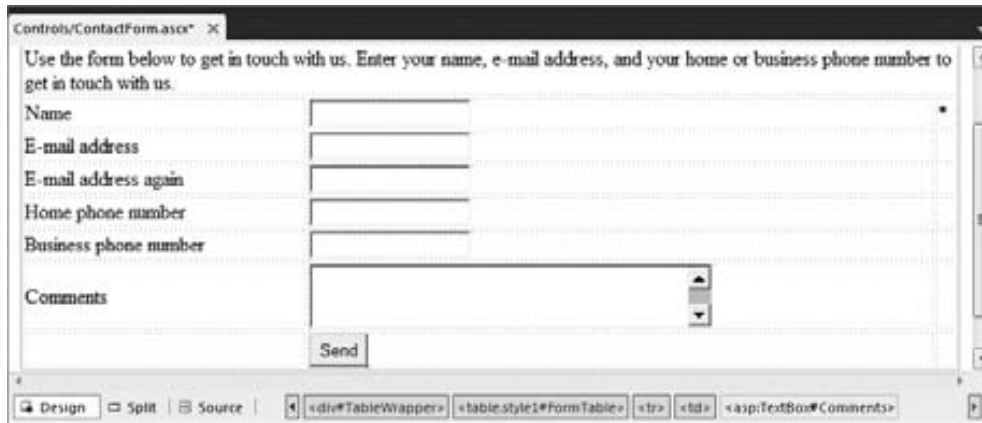 Controls/ContactForm.ascx* ×
Use the form below to get in touch with us. Enter your name, e-mail address, and your home or business phone number to
get in touch with us.
Name *
E-mail address
E-mail address again
Home phone number
Business phone number
Comments
Send
Design Split Source <div#TableWrapper> <table.style1#FormTable> <tr> <td> <asp:TextBox#Comments>